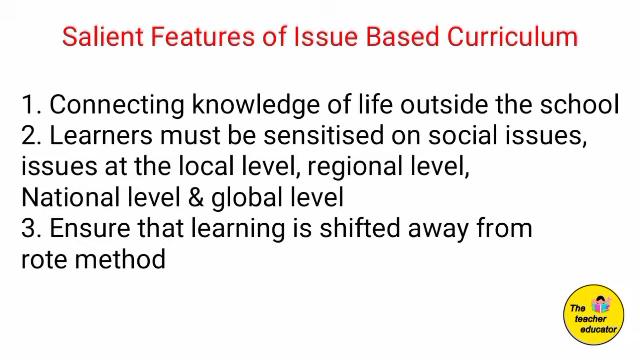 Salient Features of Issue Based Curriculum
1. Connecting knowledge of life outside the school
2. Learners must be sensitised on social issues,
issues at the local level, regional level,
National level & global level
3. Ensure that learning is shifted away from
rote method
The
teacher
educator